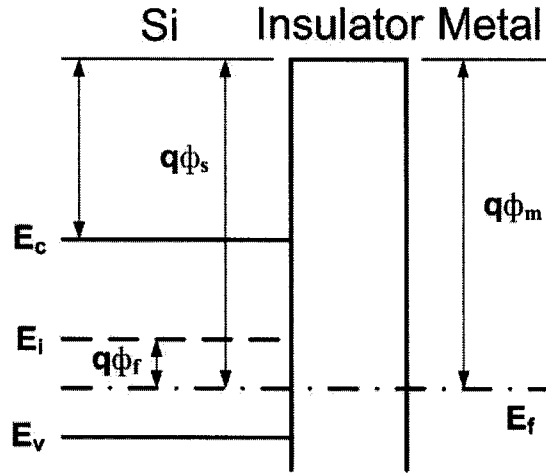 Si Insulator Metal
qϕs
qϕm
Ec
Ei
qϕf
Ev
Ef